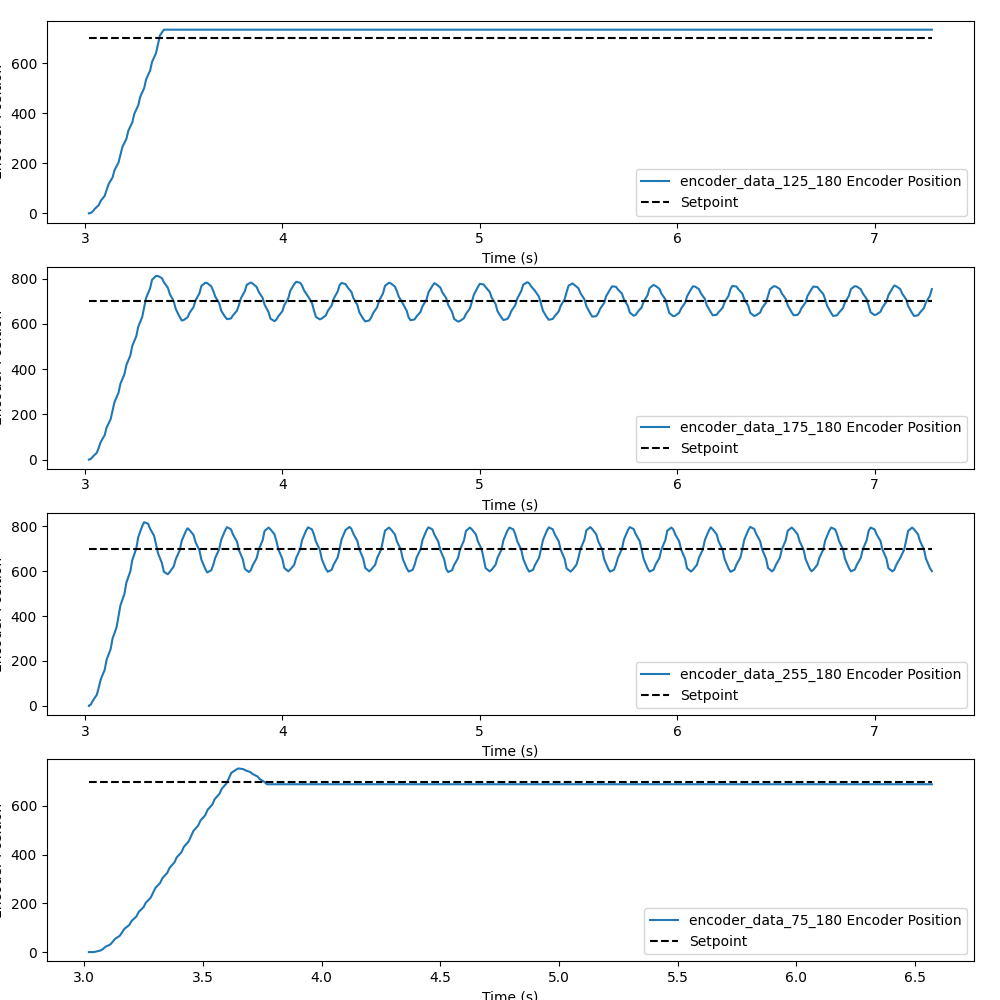 600
400
200
0
encoder_data_125_180 Encoder Position
Setpoint
3 4 5 6 7
Time (s)
800
600
400
200
0
encoder_data_175_180 Encoder Position
Setpoint
3 4 5 6 7
Time (s)
800
600
400
200
0
encoder_data_255_180 Encoder Position
Setpoint
3 4 5 6 7
Time (s)
600
400
200
0
encoder_data_75_180 Encoder Position
Setpoint
3.0 3.5 4.0 4.5 5.0 5.5 6.0 6.5
Time (s)